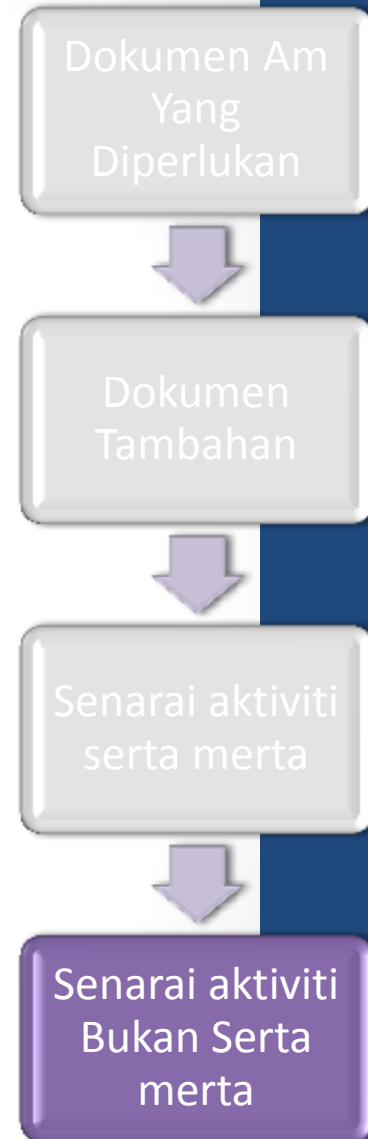 Dokumen Am
Yang
Diperlukan
Dokumen
Tambahan
Senarai aktiviti
serta merta
Senarai aktiviti
Bukan Serta
merta